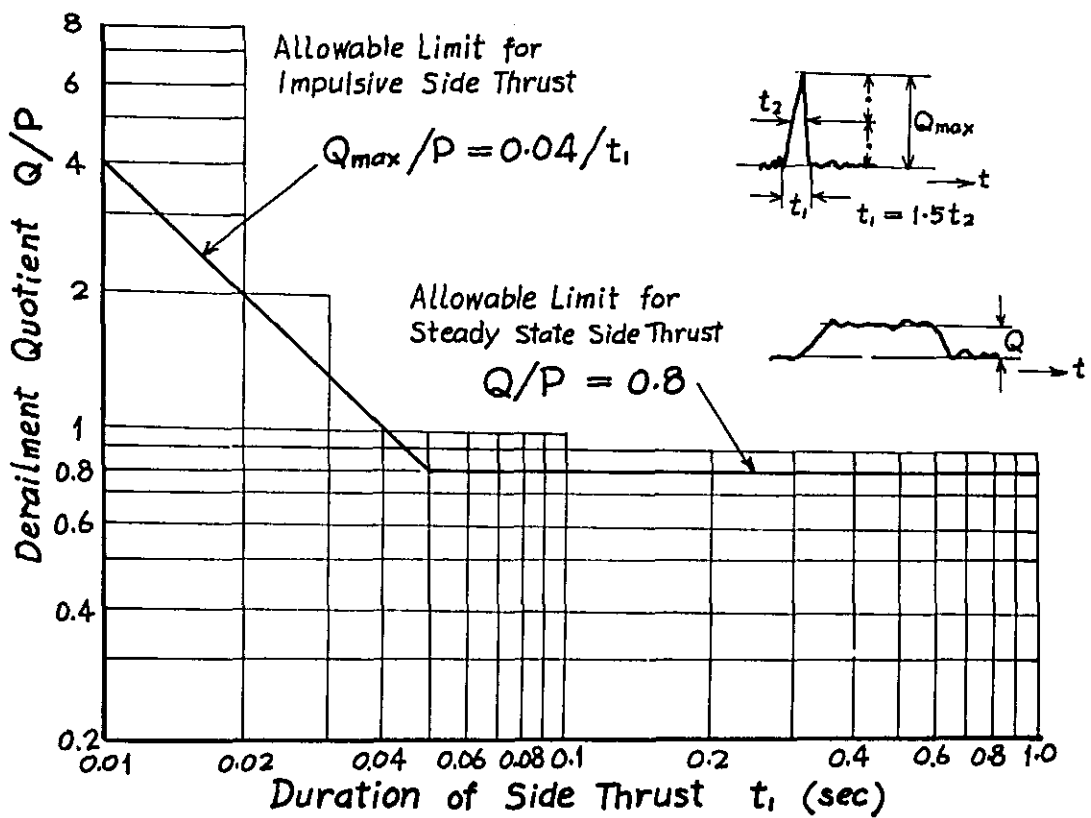 8
6
4
2
1
0.8
0.6
0.4
0.2
Derailment Quotient Q/P
Allowable Limit for
Impulsive Side Thrust
Qmax/P = 0.04/t₁
t₂
Qmax
t
t₁
t₁ = 1.5t₂
Allowable Limit for
Steady State Side Thrust
Q/P = 0.8
Q
t
0.01 0.02 0.04 0.06 0.08 0.1 0.2 0.4 0.6 0.8 1.0
Duration of Side Thrust t₁ (sec)